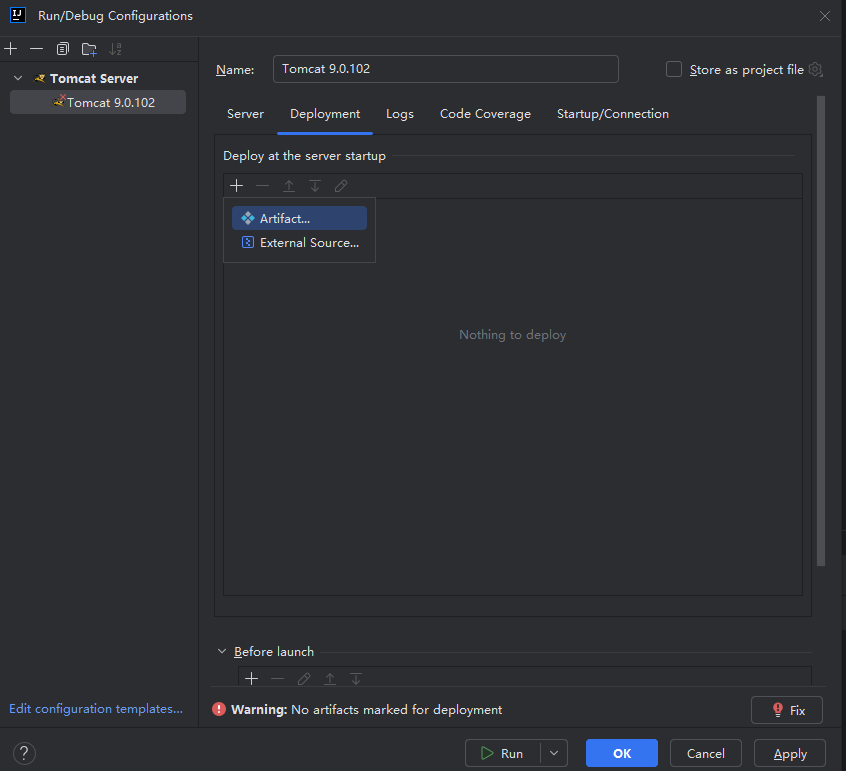 IJ Run/Debug Configurations
Tomcat Server
Tomcat 9.0.102
Name: Tomcat 9.0.102 Store as project file
Server Deployment Logs Code Coverage Startup/Connection
Deploy at the server startup
Artifact...
External Source...
Nothing to deploy
Before launch
Edit configuration templates...
Warning: No artifacts marked for deployment Fix
? Run OK Cancel Apply